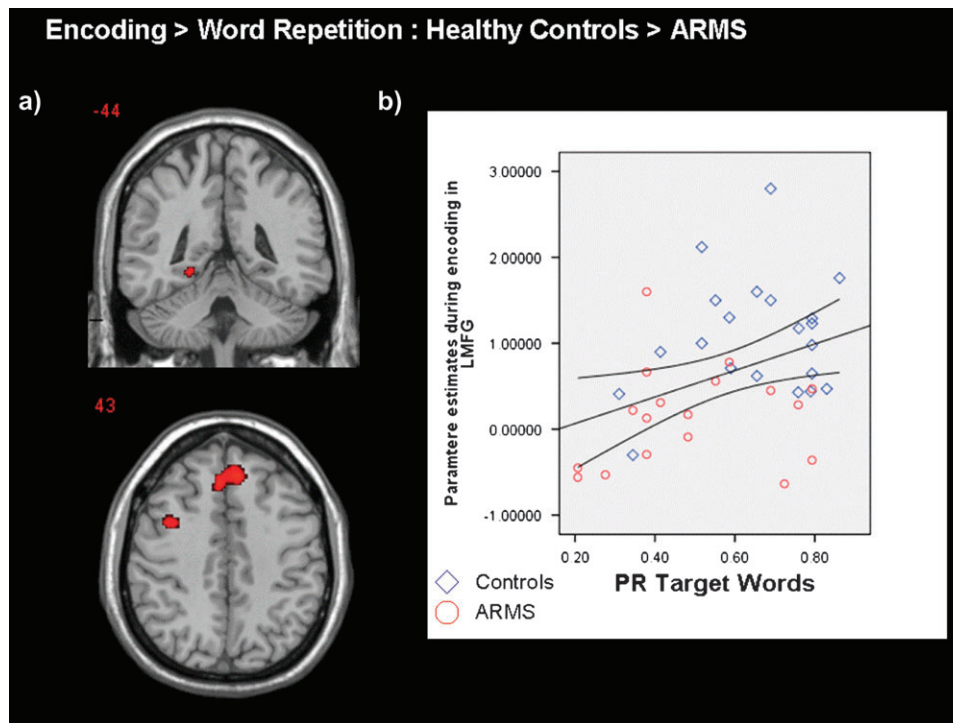 Encoding > Word Repetition : Healthy Controls > ARMS
a)
-44
43
b)
Paramtere estimates during encoding in
LMFG
3.00000
2.00000
1.00000
0.00000
-1.00000
0.20
0.40
0.60
0.80
PR Target Words
Controls
ARMS